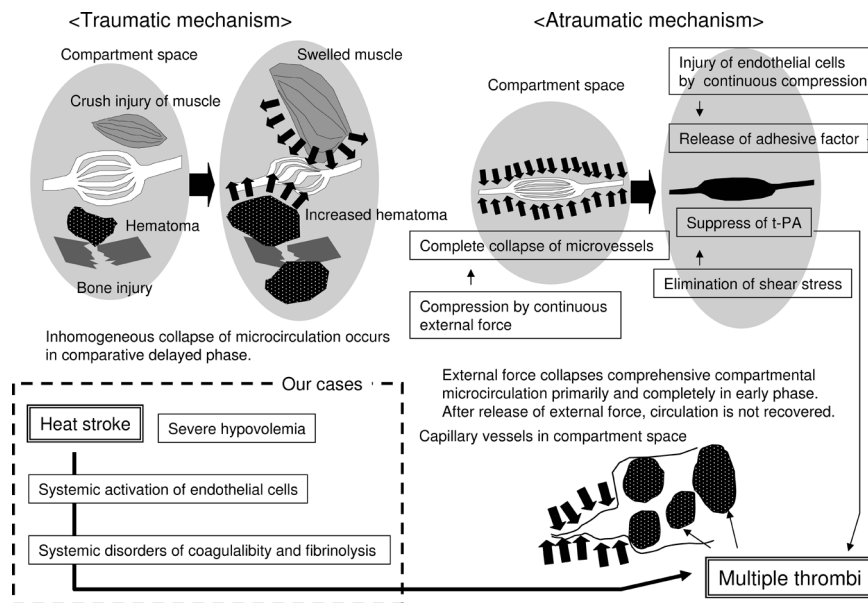 <Traumatic mechanism>
Compartment space
Crush injury of muscle
Hematoma
Bone injury
Swelled muscle
Increased hematoma
Inhomogeneous collapse of microcirculation occurs
in comparative delayed phase.
<Atraumatic mechanism>
Compartment space
Complete collapse of microvessels
Compression by continuous
external force
Injury of endothelial cells
by continuous compression
Release of adhesive factor
Suppress of t-PA
Elimination of shear stress
External force collapses comprehensive compartmental
microcirculation primarily and completely in early phase.
After release of external force, circulation is not recovered.
Our cases
Heat stroke
Severe hypovolemia
Systemic activation of endothelial cells
Systemic disorders of coagulalibity and fibrinolysis
Capillary vessels in compartment space
Multiple thrombi